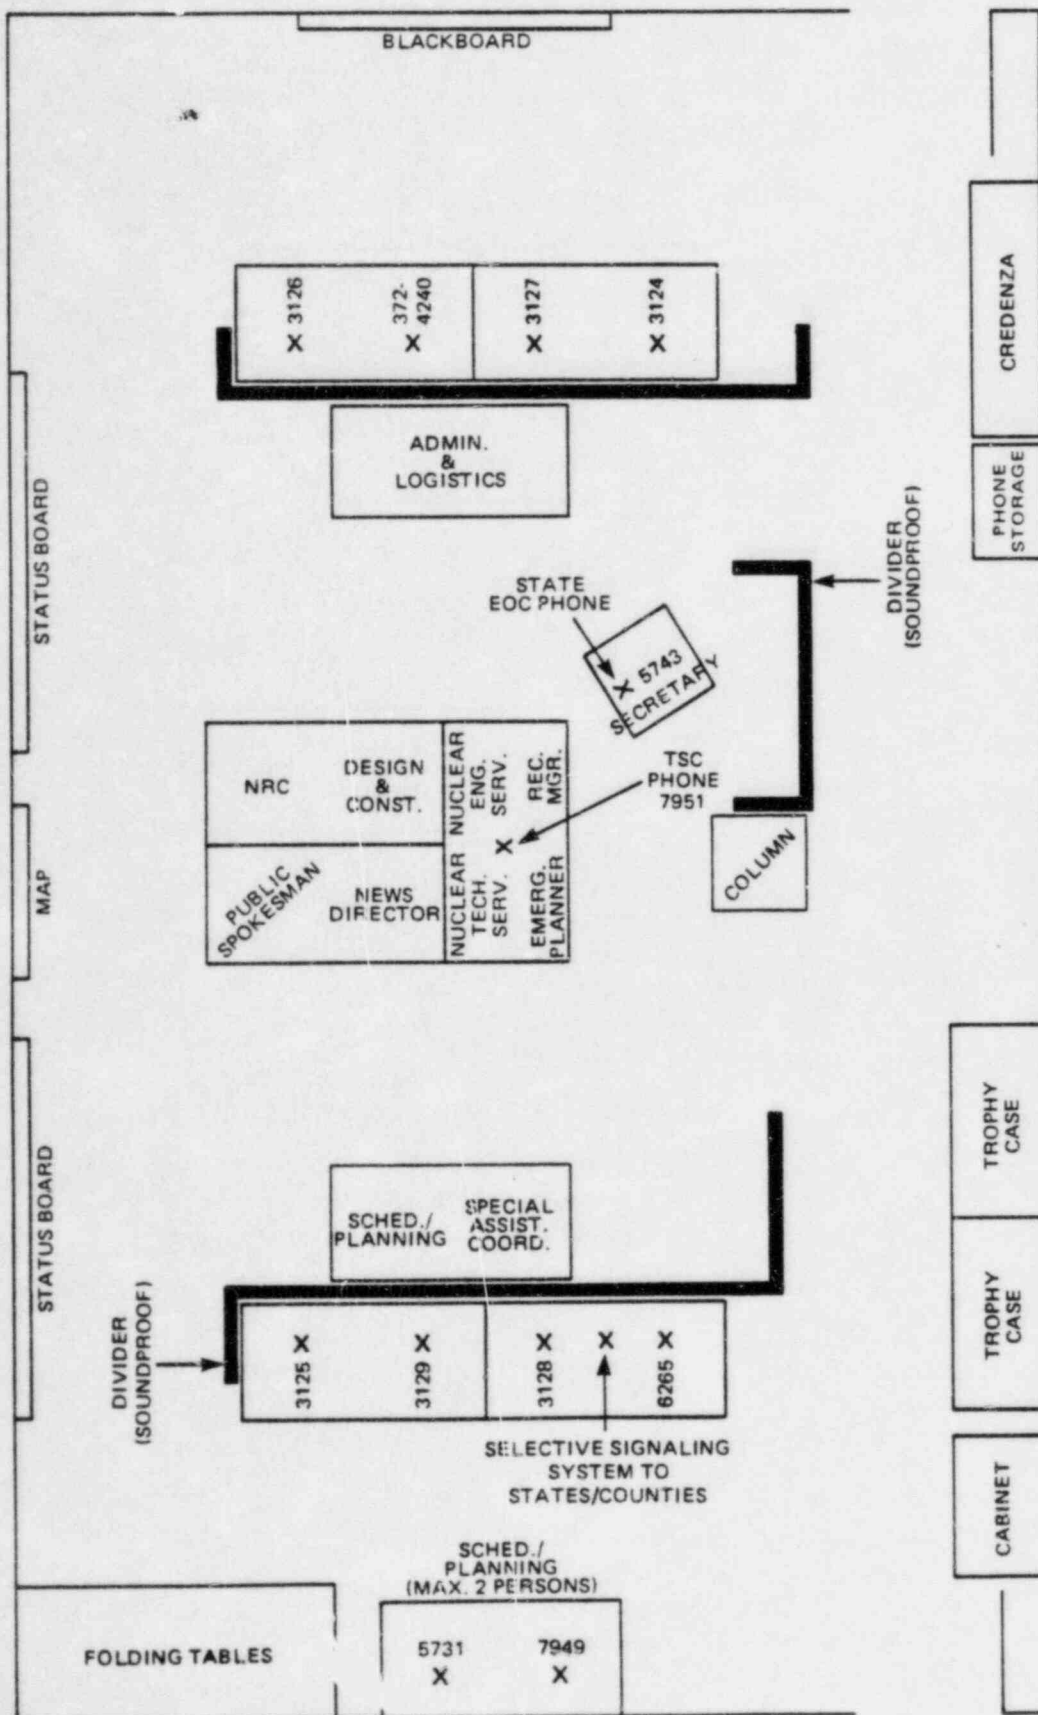 BLACKBOARD
3126
372-
4240
3127
3124
CREDENZA
ADMIN.
&
LOGISTICS
STATUS BOARD
PHONE
STORAGE
DIVIDER
(SOUNDPROOF)
STATE
EOC PHONE
5743
SECRETARY
NRC
DESIGN
&
CONST.
NUCLEAR
ENG.
SERV.
REC.
MGR.
TSC
PHONE
7951
MAP
PUBLIC
SPOKESMAN
NEWS
DIRECTOR
NUCLEAR
TECH.
SERV.
EMERG.
PLANNER
COLUMN
TROPHY
CASE
STATUS BOARD
SCHED./
PLANNING
SPECIAL
ASSIST.
COORD.
TROPHY
CASE
DIVIDER
(SOUNDPROOF)
3125
3129
3128
6265
SELECTIVE SIGNALING
SYSTEM TO
STATES/COUNTIES
CABINET
SCHED./
PLANNING
(MAX. 2 PERSONS)
FOLDING TABLES
5731
7949
X
X
X
X
X
X
X
X
X
X
X
X
X